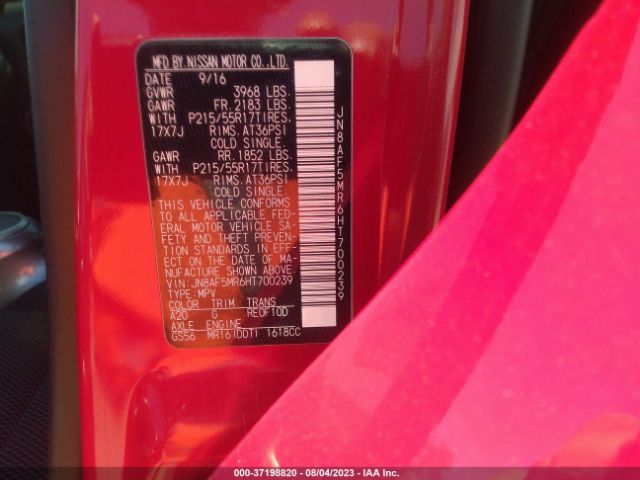 MFD BY NISSAN MOTOR CO.,LTD.
DATE 9/16
GVWR 3968 LBS.
GAWR FR. 2183 LBS.
WITH P215/55R17TIRES.
17X7J RIMS. AT36PSI
COLD SINGLE.
GAWR RR. 1852 LBS.
WITH P215/55R17TIRES.
17X7J RIMS. AT36PSI
COLD SINGLE.
THIS VEHICLE CONFORMS
TO ALL APPLICABLE FED-
ERAL MOTOR VEHICLE SA-
FETY AND THEFT PREVEN-
TION STANDARDS IN EFF-
ECT ON THE DATE OF MA-
NUFACTURE SHOWN ABOVE.
VIN:JN8AF5MR6HT700239
TYPE:MPV
COLOR TRIM TRANS
A20 G RE0F10D
AXLE ENGINE
GS56 MR16(DDT) 1618CC
JN8AF5MR6HT700239
000-37198820 - 08/04/2023 - IAA Inc.